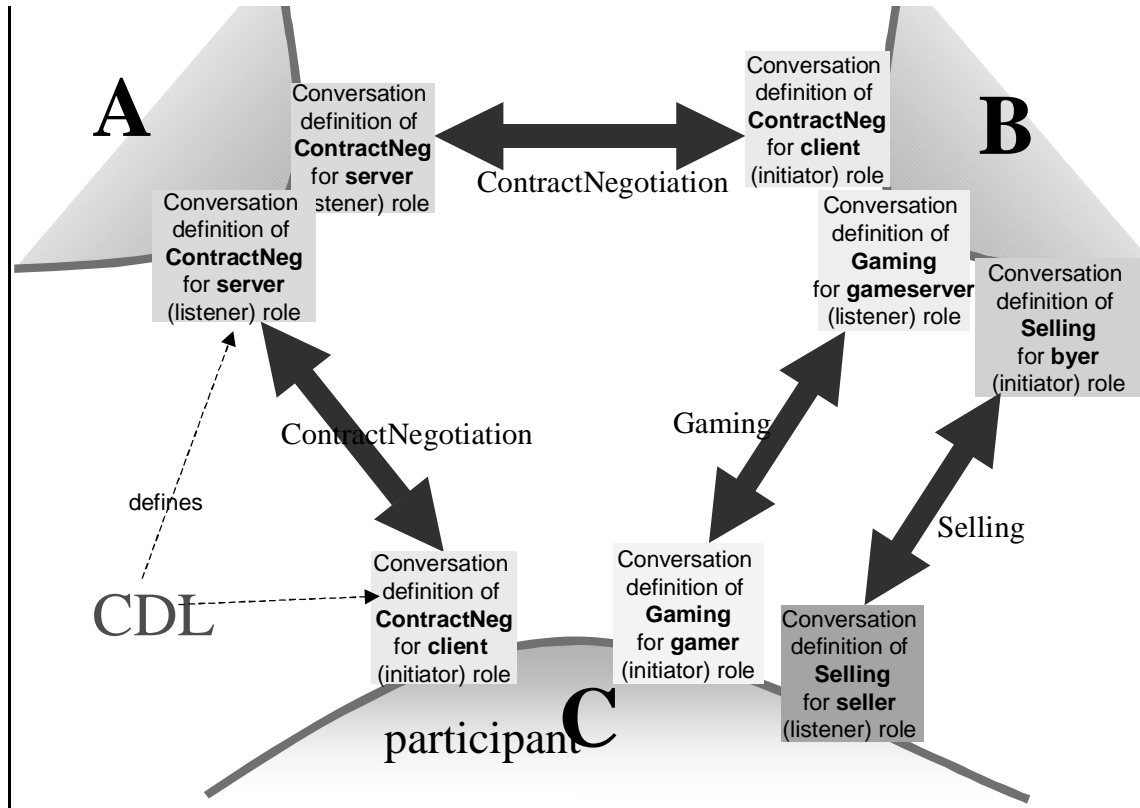 A
Conversation
definition of
ContractNeg
for server
(listener) role
ContractNegotiation
Conversation
definition of
ContractNeg
for client
(initiator) role
B
Conversation
definition of
ContractNeg
for server
(listener) role
Conversation
definition of
Gaming
for gameserver
(listener) role
Conversation
definition of
Selling
for byer
(initiator) role
ContractNegotiation
Gaming
Selling
defines
CDL
Conversation
definition of
ContractNeg
for client
(initiator) role
Conversation
definition of
Gaming
for gamer
(initiator) role
Conversation
definition of
Selling
for seller
(listener) role
participant
C